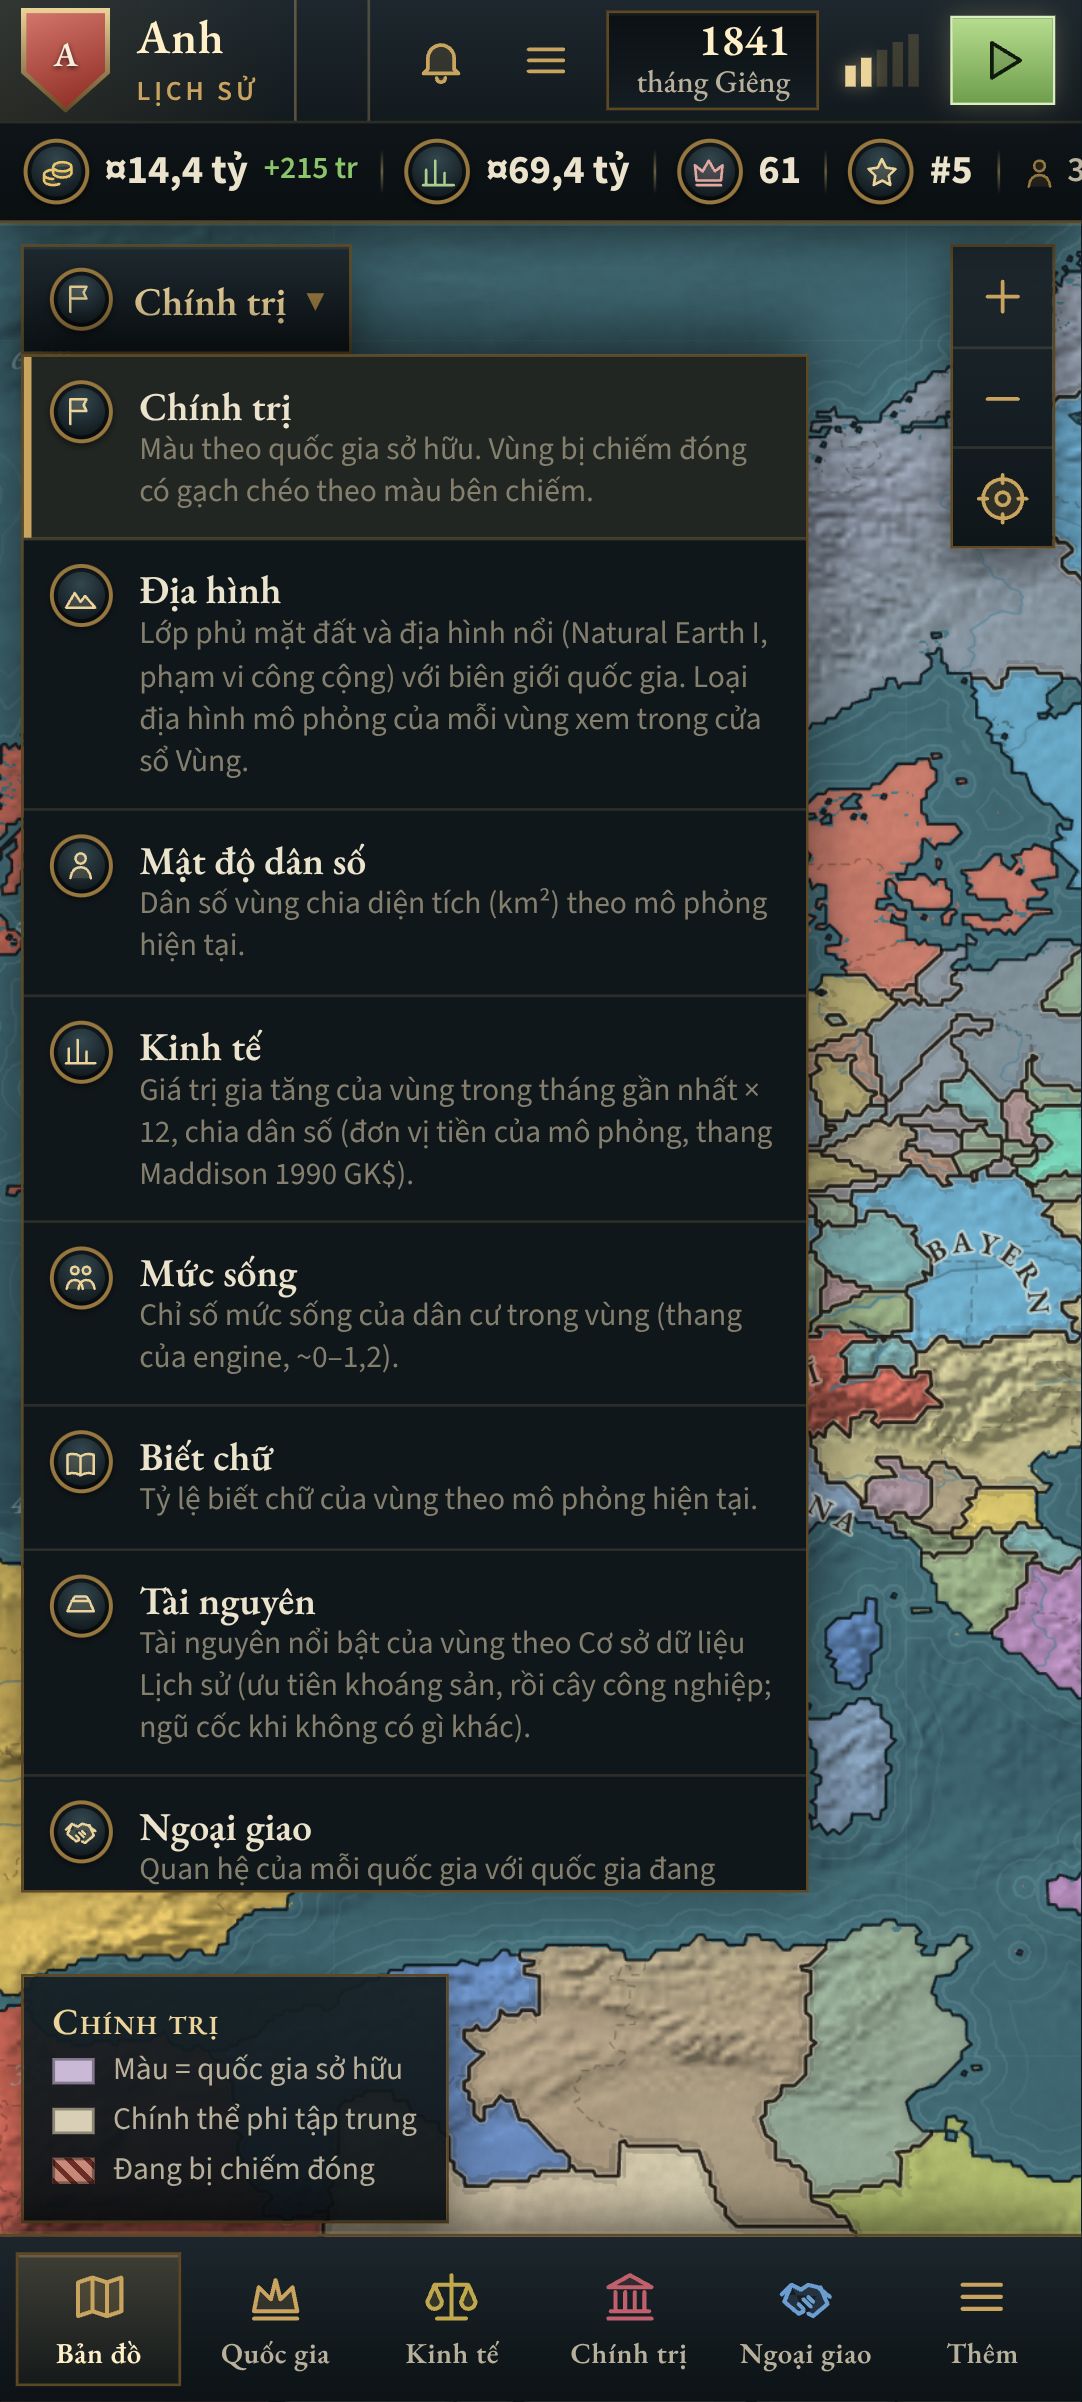 A
Anh
LỊCH SỬ
1841
tháng Giêng
¤14,4 tỷ +215 tr
¤69,4 tỷ
61
#5
Chính trị
Chính trị
Màu theo quốc gia sở hữu. Vùng bị chiếm đóng
có gạch chéo theo màu bên chiếm.
Địa hình
Lớp phủ mặt đất và địa hình nổi (Natural Earth I,
phạm vi công cộng) với biên giới quốc gia. Loại
địa hình mô phỏng của mỗi vùng xem trong cửa
sổ Vùng.
Mật độ dân số
Dân số vùng chia diện tích (km²) theo mô phỏng
hiện tại.
Kinh tế
Giá trị gia tăng của vùng trong tháng gần nhất ×
12, chia dân số (đơn vị tiền của mô phỏng, thang
Maddison 1990 GK$).
Mức sống
Chỉ số mức sống của dân cư trong vùng (thang
của engine, ~0–1,2).
Biết chữ
Tỷ lệ biết chữ của vùng theo mô phỏng hiện tại.
Tài nguyên
Tài nguyên nổi bật của vùng theo Cơ sở dữ liệu
Lịch sử (ưu tiên khoáng sản, rồi cây công nghiệp;
ngũ cốc khi không có gì khác).
Ngoại giao
Quan hệ của mỗi quốc gia với quốc gia đang
BAYERN
NA
CHÍNH TRỊ
Màu = quốc gia sở hữu
Chính thể phi tập trung
Đang bị chiếm đóng
Bản đồ
Quốc gia
Kinh tế
Chính trị
Ngoại giao
Thêm